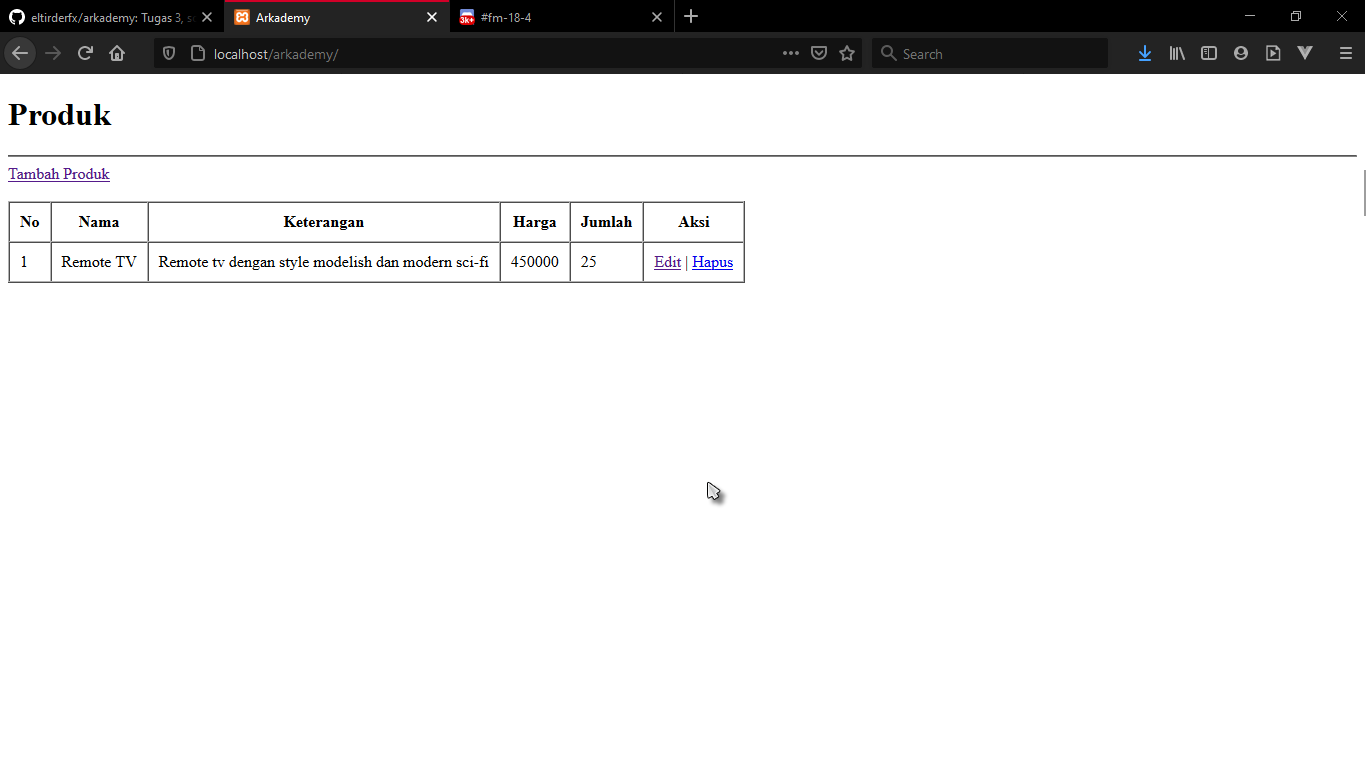 eltirderfx/arkademy: Tugas 3, s
Arkademy
3k+
#fm-18-4
localhost/arkademy/
Search
Produk
Tambah Produk
No Nama Keterangan Harga Jumlah Aksi
1 Remote TV Remote tv dengan style modelish dan modern sci-fi 450000 25 Edit | Hapus